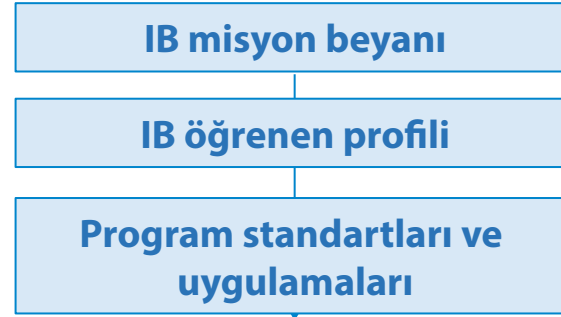 IB misyon beyanı
IB öğrenen profili
Program standartları ve
uygulamaları